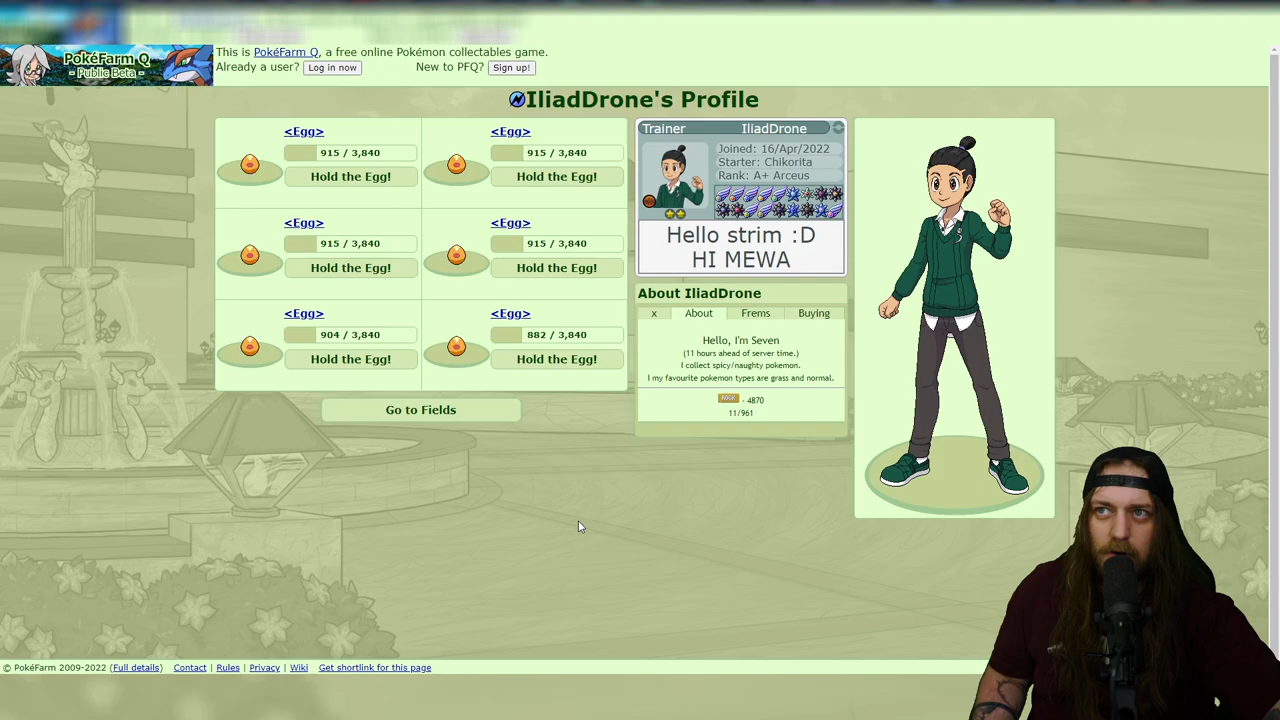 PokéFarm Q
- Public Beta -
This is PokéFarm Q, a free online Pokémon collectables game.
Already a user? Log in now New to PFQ? Sign up!
IliadDrone's Profile
<Egg> <Egg>
915 / 3,840 915 / 3,840
Hold the Egg! Hold the Egg!
<Egg> <Egg>
915 / 3,840 915 / 3,840
Hold the Egg! Hold the Egg!
<Egg> <Egg>
904 / 3,840 882 / 3,840
Hold the Egg! Hold the Egg!
Go to Fields
Trainer IliadDrone
Joined: 16/Apr/2022
Starter: Chikorita
Rank: A+ Arceus
Hello strim :D
HI MEWA
About IliadDrone
x About Frems Buying
Hello, I'm Seven
(11 hours ahead of server time.)
I collect spicy/naughty pokemon.
I my favourite pokemon types are grass and normal.
ROCK - 4870
11/961
© PokéFarm 2009-2022 (Full details) Contact | Rules | Privacy | Wiki Get shortlink for this page